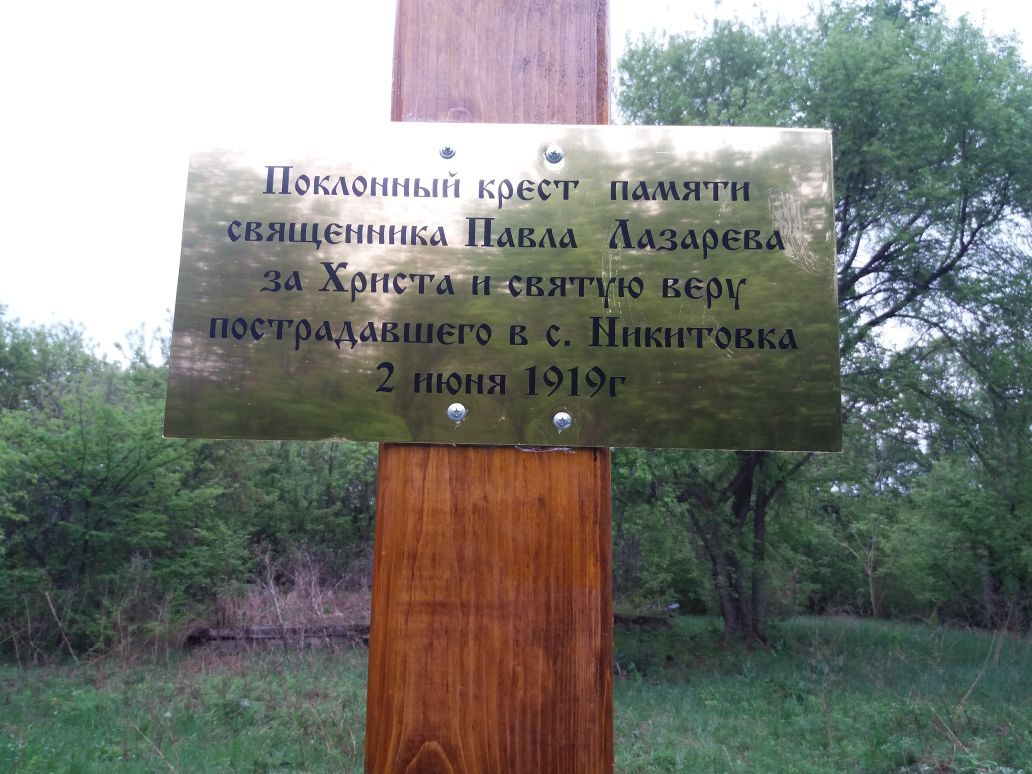 Поклонный крест памяти
священника Павла Лазарева
за Христа и святую веру
пострадавшего в с. Никитовка
2 июня 1919г